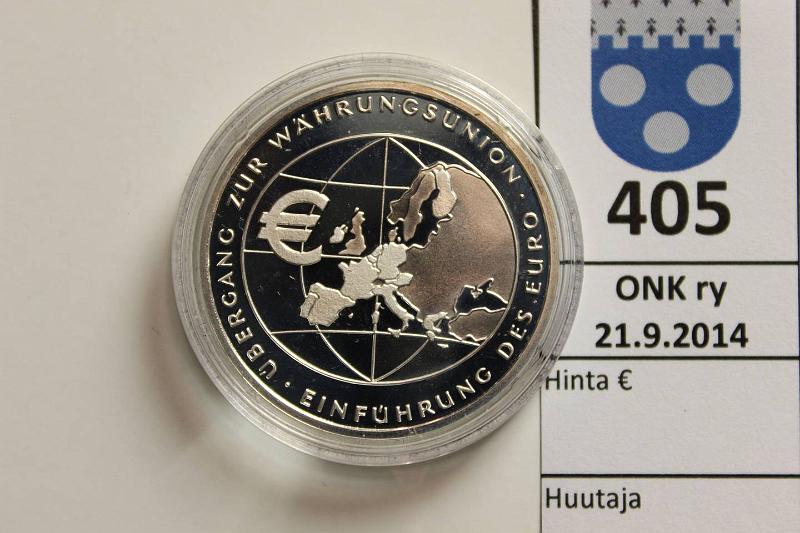 ÜBERGANG ZUR WÄHRUNGSUNION · EINFÜHRUNG DES EURO ·
€
405
ONK ry
21.9.2014
Hinta €
Huutaja